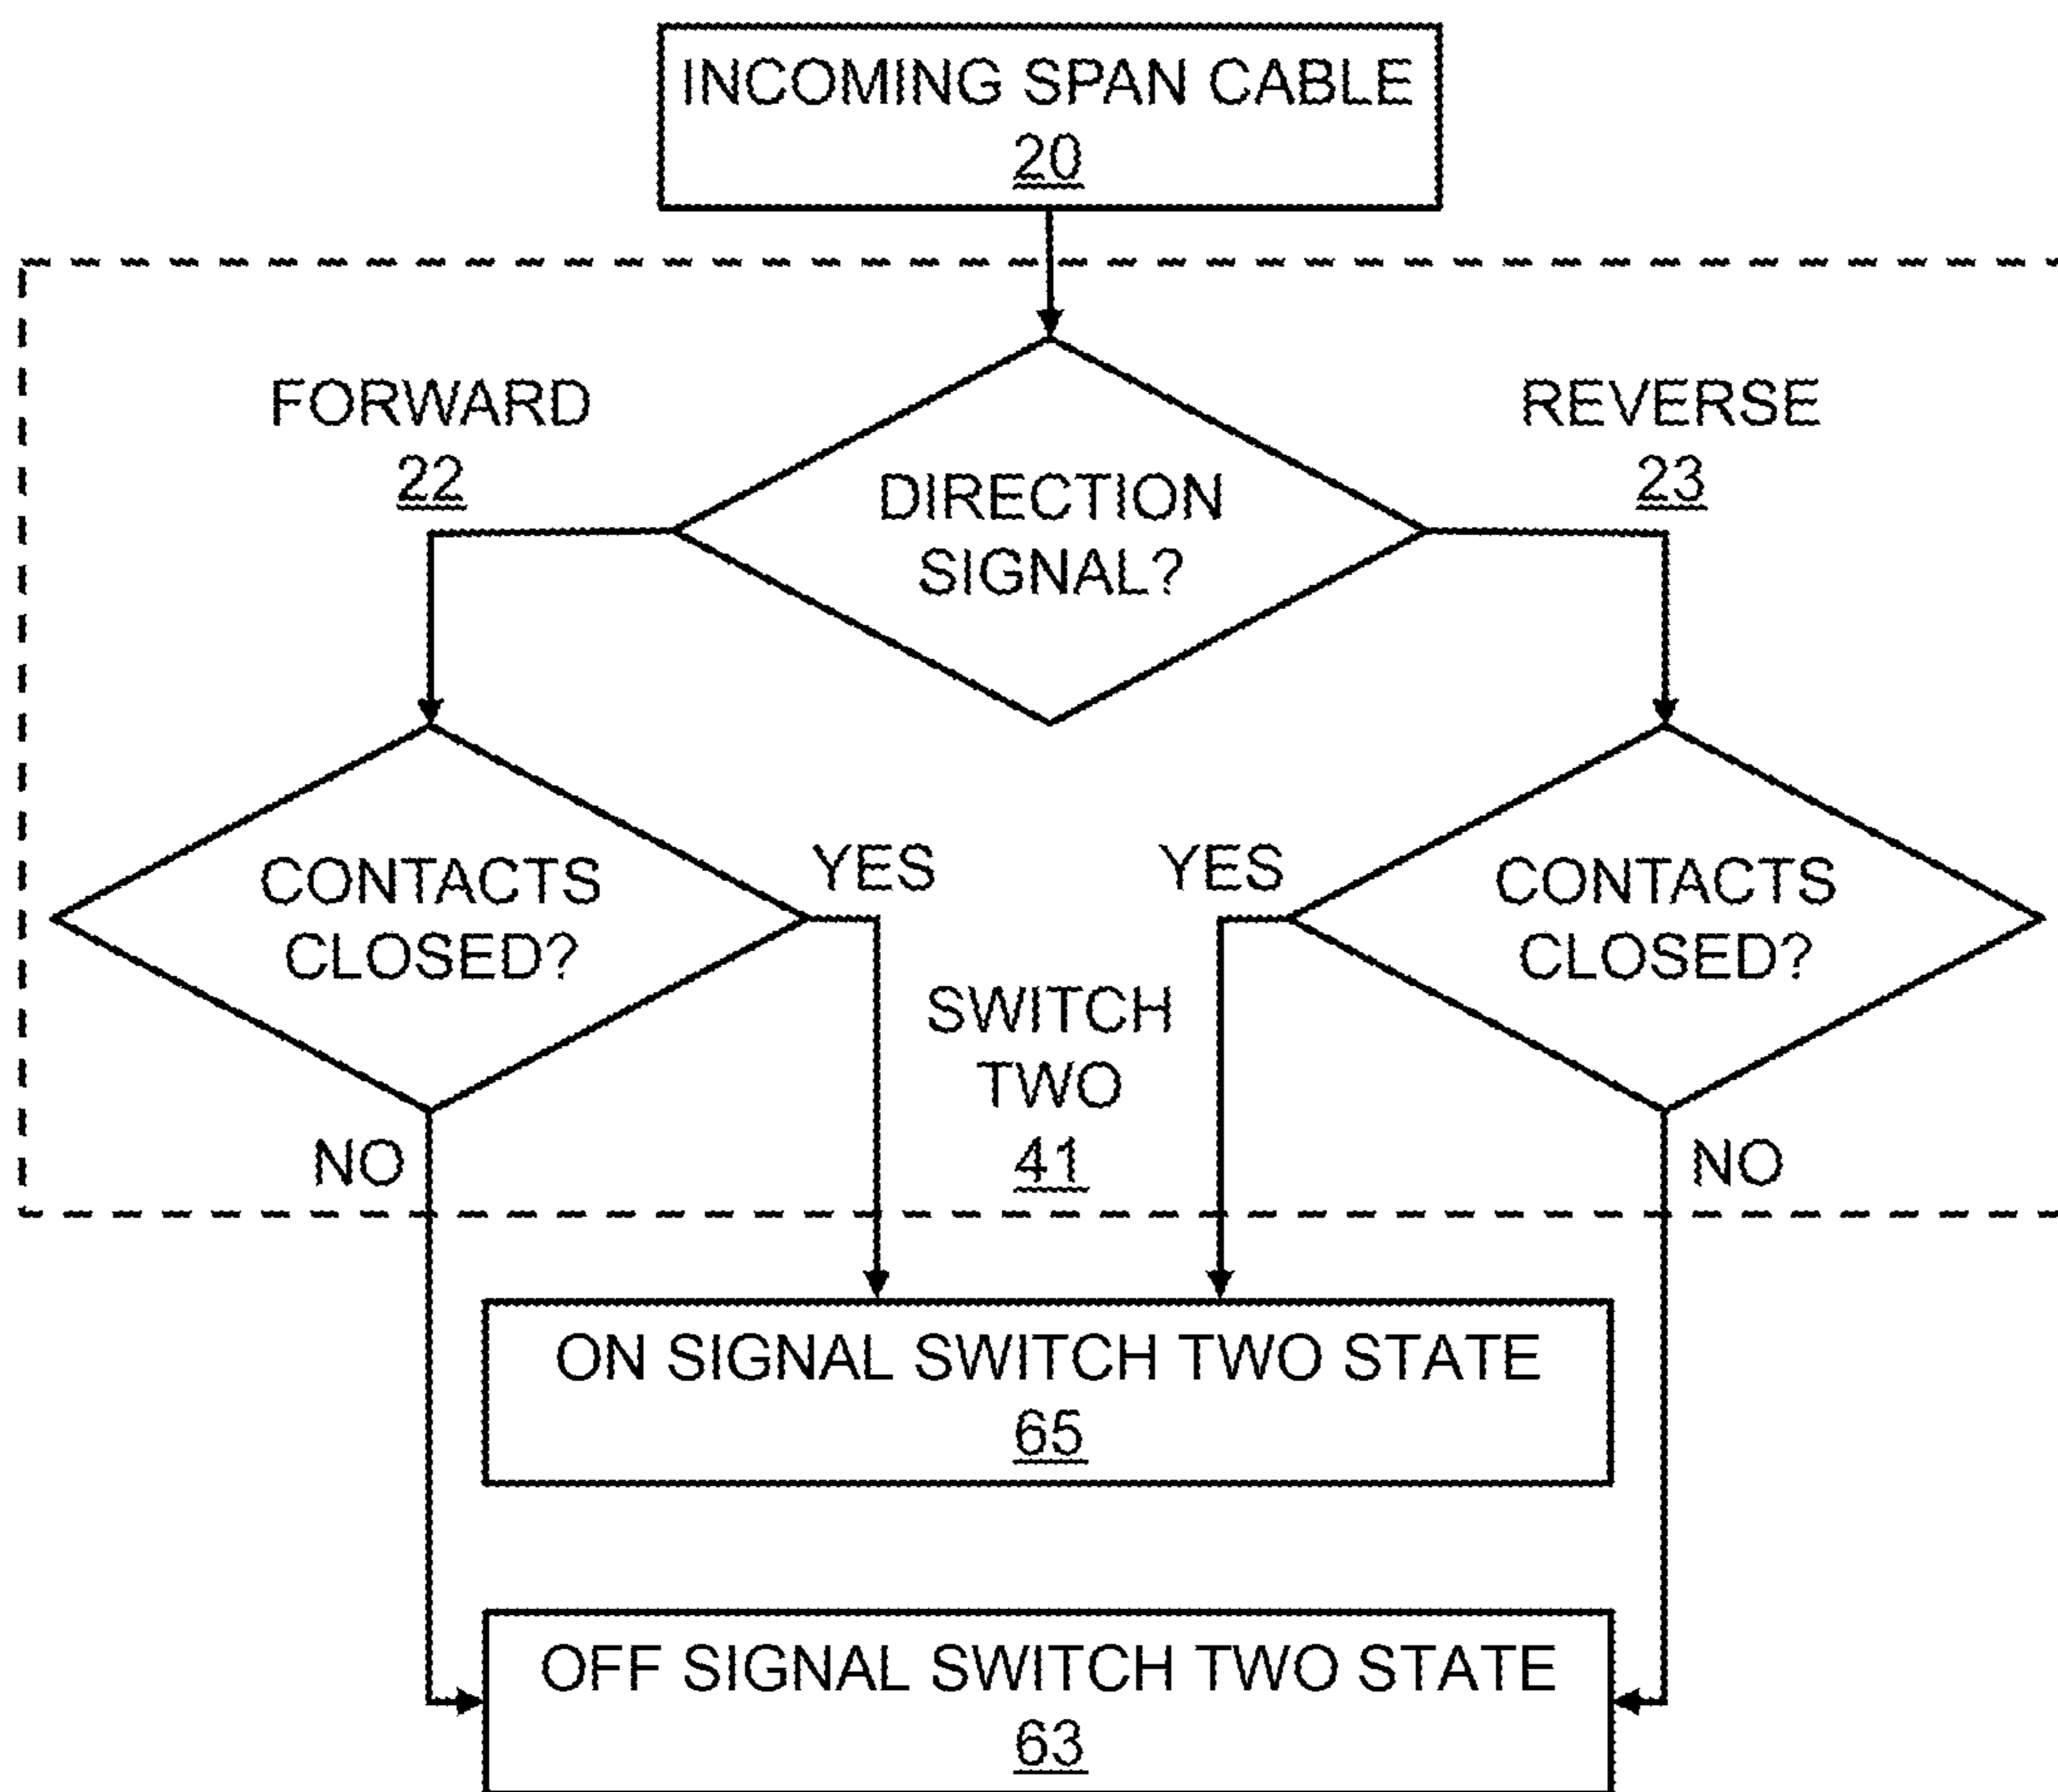 INCOMING SPAN CABLE
20
FORWARD
22
REVERSE
23
DIRECTION
SIGNAL?
CONTACTS
CLOSED?
YES
YES
CONTACTS
CLOSED?
SWITCH
TWO
41
NO
NO
ON SIGNAL SWITCH TWO STATE
65
OFF SIGNAL SWITCH TWO STATE
63